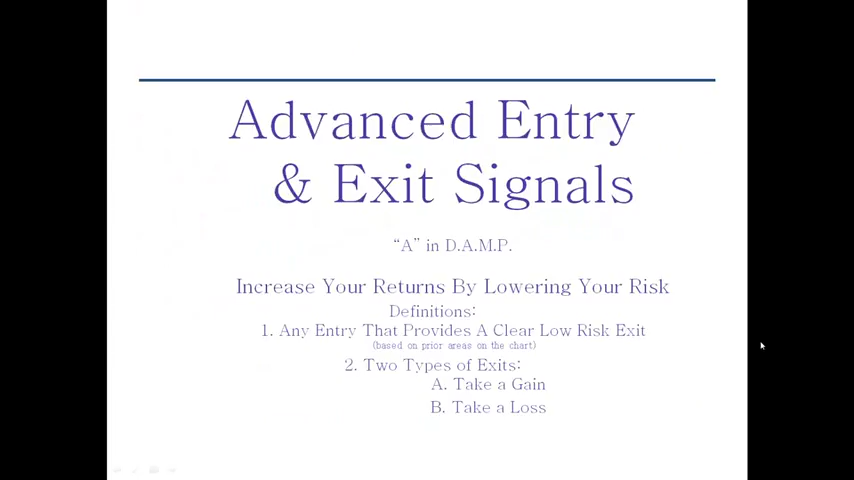 Advanced Entry
& Exit Signals
“A” in D.A.M.P.
Increase Your Returns By Lowering Your Risk
Definitions:
1. Any Entry That Provides A Clear Low Risk Exit
(based on prior areas on the chart)
2. Two Types of Exits:
A. Take a Gain
B. Take a Loss